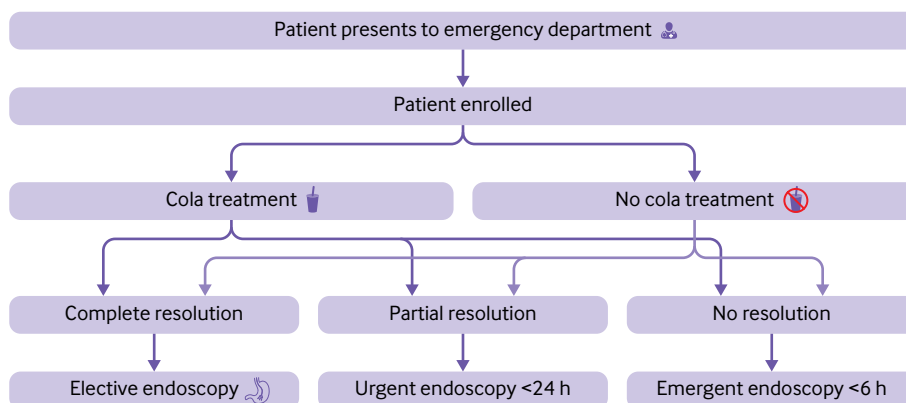 Patient presents to emergency department
Patient enrolled
Cola treatment
No cola treatment
Complete resolution
Partial resolution
No resolution
Elective endoscopy
Urgent endoscopy <24 h
Emergent endoscopy <6 h